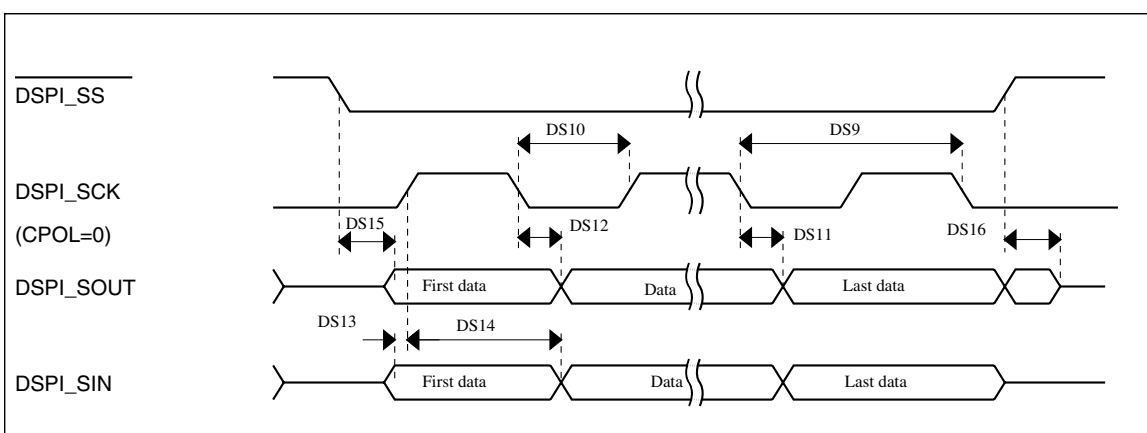 DSPI_SS
DS10
DS9
DSPI_SCK
(CPOL=0)
DS15
DS12
DS11
DS16
DSPI_SOUT
First data
Data
Last data
DS13
DS14
DSPI_SIN
First data
Data
Last data